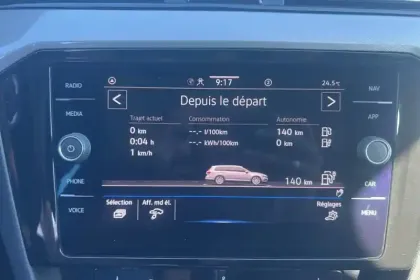 9:17
24.5°C
RADIO
MEDIA
PHONE
VOICE
NAV
APP
CAR
MENU
< Depuis le départ >
Trajet actuel Consommation Autonomie
0 km --.- l/100km 140 km
0:04 h --.- kWh/100km 0 km
1 km/h
140 km
Sélection Aff. md él. Réglages